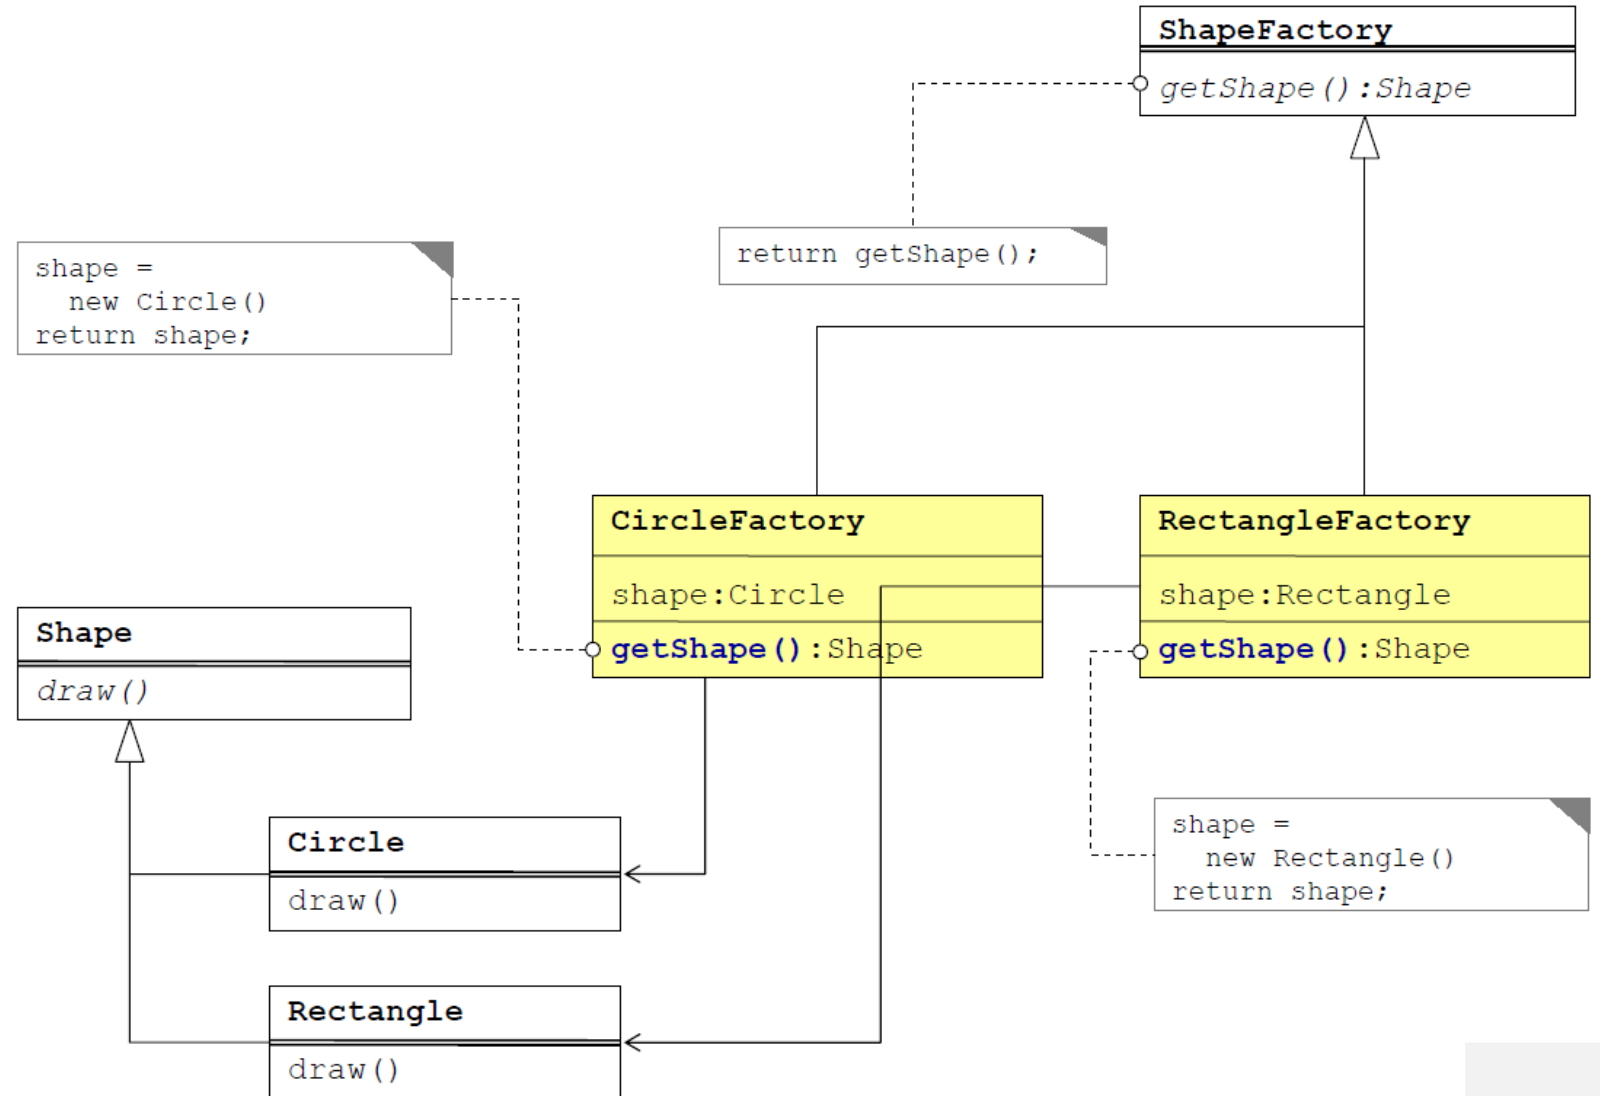 ShapeFactory
getShape():Shape
return getShape();
shape =
new Circle()
return shape;
CircleFactory
shape:Circle
getShape():Shape
RectangleFactory
shape:Rectangle
getShape():Shape
Shape
draw()
Circle
draw()
shape =
new Rectangle()
return shape;
Rectangle
draw()